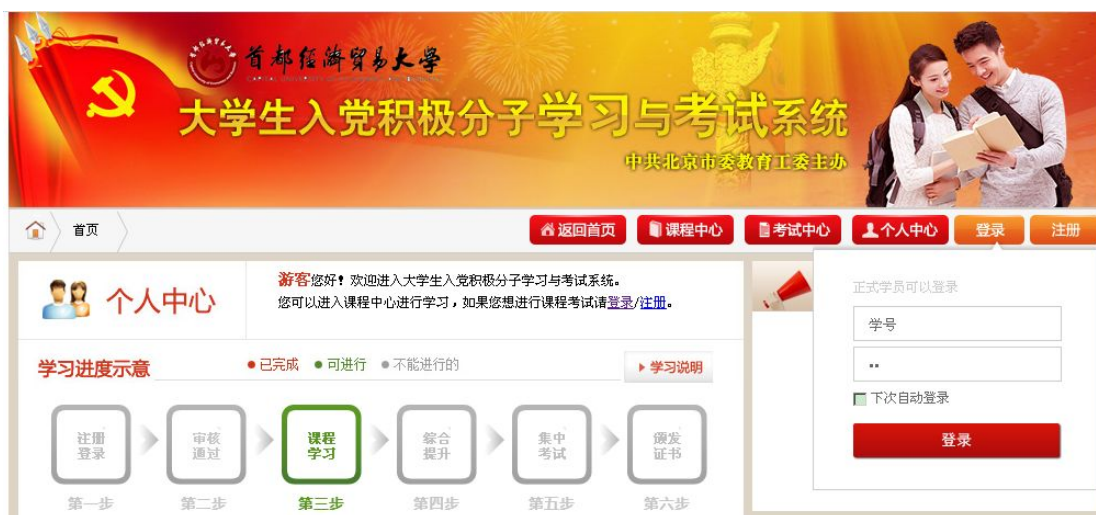 首都经济贸易大学
大学生入党积极分子学习与考试系统
中共北京市委教育工委主办
首页
返回首页 课程中心 考试中心 个人中心 登录 注册
个人中心
游客您好！欢迎进入大学生入党积极分子学习与考试系统。
您可以进入课程中心进行学习，如果您想进行课程考试请登录/注册。
学习进度示意
已完成 可进行 不能进行的
学习说明
注册
登录
审核
通过
课程
学习
综合
提升
集中
考试
颁发
证书
第一步 第二步 第三步 第四步 第五步 第六步
正式学员可以登录
学号
下次自动登录
登录